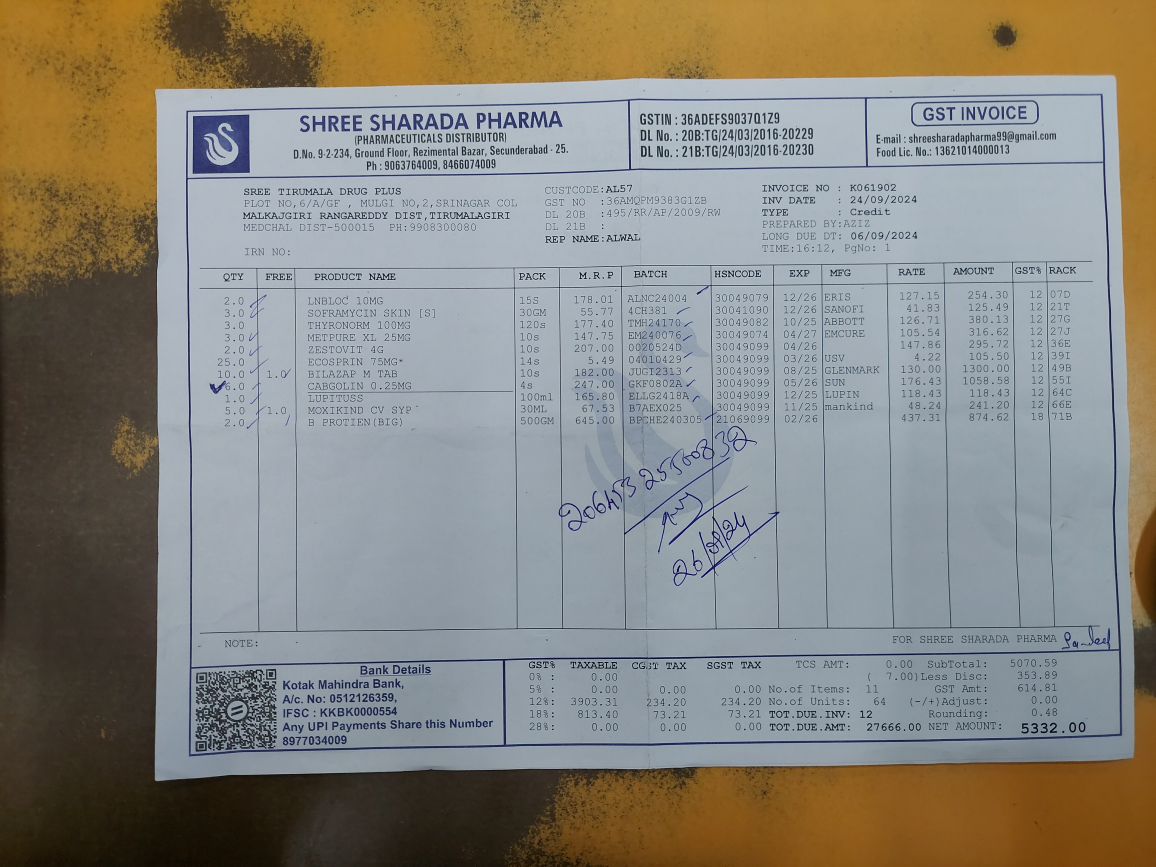 SHREE SHARADA PHARMA
(PHARMACEUTICALS DISTRIBUTOR)
D.No. 9-2-234, Ground Floor, Rezimental Bazar, Secunderabad - 25.
Ph : 9063764009, 8466074009
GSTIN : 36ADEFS9037Q1Z9
DL No. : 20B:TG/24/03/2016-20229
DL No. : 21B:TG/24/03/2016-20230
GST INVOICE
E-mail : shreesharadapharma99@gmail.com
Food Lic. No.: 13621014000013
SREE TIRUMALA DRUG PLUS
PLOT NO,6/A/GF , MULGI NO,2,SRINAGAR COL
MALKAJGIRI RANGAREDDY DIST,TIRUMALAGIRI
MEDCHAL DIST-500015 PH:9908300080
IRN NO:
CUSTCODE:AL57
GST NO :36AMQPM9383G1ZB
DL 20B :495/RR/AP/2009/RW
DL 21B :
REP NAME:ALWAL
INVOICE NO : K061902
INV DATE : 24/09/2024
TYPE : Credit
PREPARED BY:AZIZ
LONG DUE DT: 06/09/2024
TIME:16:12, PgNo: 1
QTY FREE PRODUCT NAME PACK M.R.P BATCH HSNCODE EXP MFG RATE AMOUNT GST% RACK
2.0 LNBLOC 10MG 15S 178.01 ALNC24004 30049079 12/26 ERIS 127.15 254.30 12 07D
3.0 SOFRAMYCIN SKIN [S] 30GM 55.77 4CH381 30041090 12/26 SANOFI 41.83 125.49 12 21T
3.0 THYRONORM 100MG 120s 177.40 TMH24170 30049082 10/25 ABBOTT 126.71 380.13 12 27G
3.0 METPURE XL 25MG 10s 147.75 EM240076 30049074 04/27 EMCURE 105.54 316.62 12 27J
2.0 ZESTOVIT 4G 10s 207.00 0020524D 30049099 04/26 147.86 295.72 12 36E
25.0 ECOSPRIN 75MG* 14s 5.49 04010429 30049099 03/26 USV 4.22 105.50 12 39I
10.0 1.0 BILAZAP M TAB 10s 182.00 JUGI2313 30049099 08/25 GLENMARK 130.00 1300.00 12 49B
6.0 CABGOLIN 0.25MG 4s 247.00 GKF0802A 30049099 05/26 SUN 176.43 1058.58 12 55I
1.0 LUPITUSS 100ml 165.80 ELLG2418A 30049099 12/25 LUPIN 118.43 118.43 12 64C
5.0 1.0 MOXIKIND CV SYP 30ML 67.53 B7AEX025 30049099 11/25 mankind 48.24 241.20 12 66E
2.0 B PROTIEN(BIG) 500GM 645.00 BPCHE240305 21069099 02/26 437.31 874.62 18 71B
NOTE:
FOR SHREE SHARADA PHARMA
Bank Details
Kotak Mahindra Bank,
A/c. No: 0512126359,
IFSC : KKBK0000554
Any UPI Payments Share this Number
8977034009
GST% TAXABLE CGST TAX SGST TAX
0% : 0.00
5% : 0.00 0.00 0.00
12%: 3903.31 234.20 234.20
18%: 813.40 73.21 73.21
28%: 0.00 0.00 0.00
TCS AMT: 0.00
( 7.00)
No.of Items: 11
No.of Units: 64
TOT.DUE.INV: 12
TOT.DUE.AMT: 27666.00
SubTotal: 5070.59
Less Disc: 353.89
GST Amt: 614.81
(-/+)Adjust: 0.00
Rounding: 0.48
NET AMOUNT: 5332.00